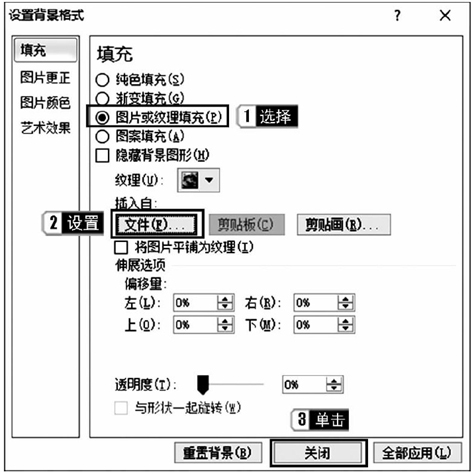 设置背景格式 ? ×
填充
图片更正
图片颜色
艺术效果
填充
纯色填充(S)
渐变填充(G)
图片或纹理填充(P) 1 选择
图案填充(A)
隐藏背景图形(H)
纹理(U):
插入自:
2 设置 文件(F)... 剪贴板(C) 剪贴画(R)...
将图片平铺为纹理(I)
伸展选项
偏移量:
左(L): 0% 右(R): 0%
上(O): 0% 下(M): 0%
透明度(T): 0%
与形状一起旋转(W)
3 单击
重置背景(B) 关闭 全部应用(L)